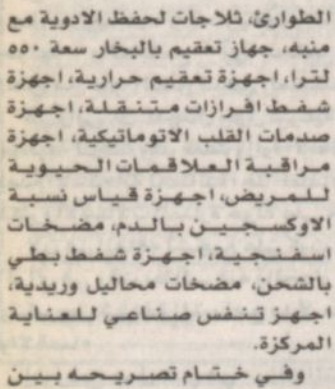 الطوارئ، ثلاجات لحفظ الادوية مع
منبه، جهاز تعقيم بالبخار سعة ٥٥٠
لترا، اجهزة تعقيم حرارية، اجهزة
شفط افرازات متنقلة، اجهزة
صدمات القلب الاتوماتيكية، اجهزة
مراقبة العلاقمات الحيوية
للمريض، اجهزة قياس نسبة
الاوكسجين بالدم، مضخات
اسفنجية، اجهزة شفط بطي
بالشحن، مضخات محاليل وريدية،
اجهز تنفس صناعي للعناية
المركزة.
وفي ختام تصريحه بين